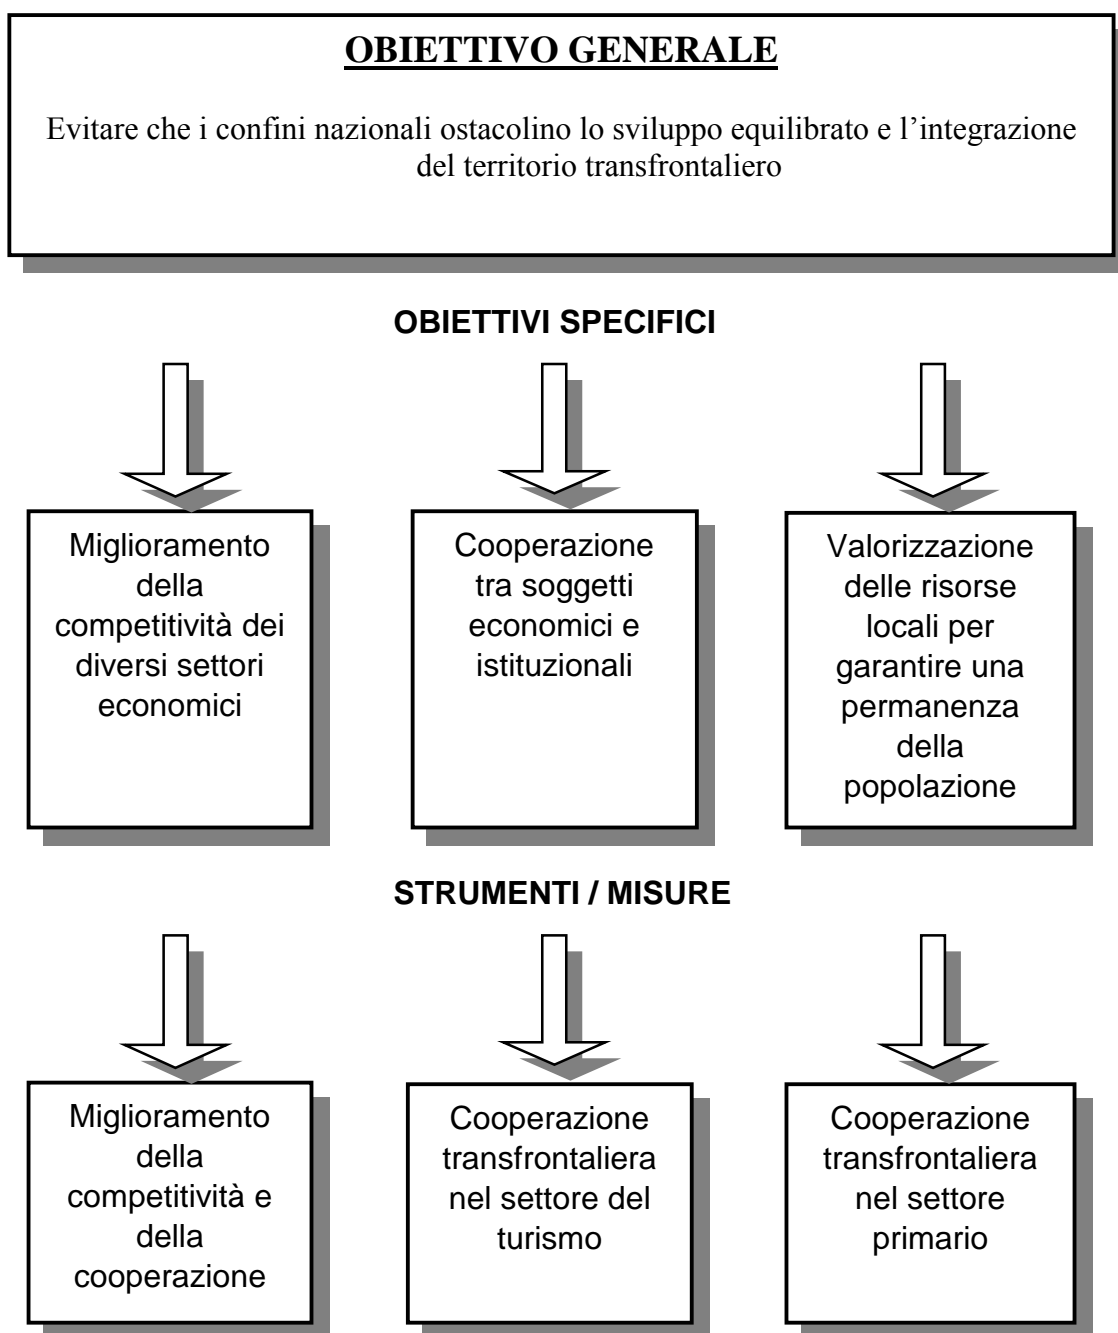 OBIETTIVO GENERALE
Evitare che i confini nazionali ostacolino lo sviluppo equilibrato e l’integrazione
del territorio transfrontaliero
OBIETTIVI SPECIFICI
Miglioramento
della
competitività dei
diversi settori
economici
Cooperazione
tra soggetti
economici e
istituzionali
Valorizzazione
delle risorse
locali per
garantire una
permanenza
della
popolazione
STRUMENTI / MISURE
Miglioramento
della
competitività e
della
cooperazione
Cooperazione
transfrontaliera
nel settore del
turismo
Cooperazione
transfrontaliera
nel settore
primario